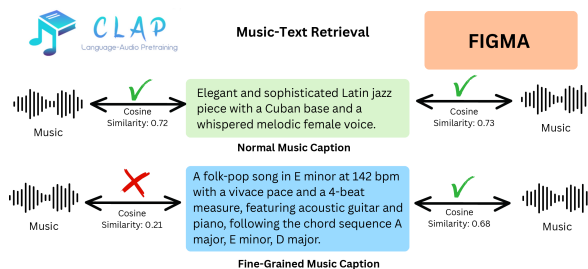 CLAP
Language-Audio Pretraining
Music-Text Retrieval
FIGMA
Music
Cosine
Similarity: 0.72
Elegant and sophisticated Latin jazz
piece with a Cuban base and a
whispered melodic female voice.
Cosine
Similarity: 0.73
Music
Normal Music Caption
Music
Cosine
Similarity: 0.21
A folk-pop song in E minor at 142 bpm
with a vivace pace and a 4-beat
measure, featuring acoustic guitar and
piano, following the chord sequence A
major, E minor, D major.
Cosine
Similarity: 0.68
Music
Fine-Grained Music Caption